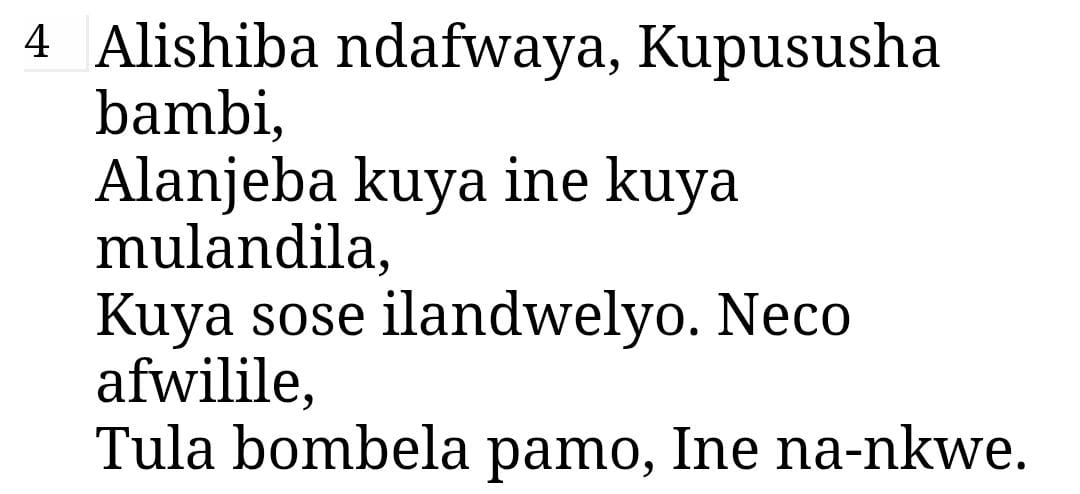 4 Alishiba ndafwaya, Kupususha
bambi,
Alanjeba kuya ine kuya
mulandila,
Kuya sose ilandwelyo. Neco
afwilile,
Tula bombela pamo, Ine na-nkwe.